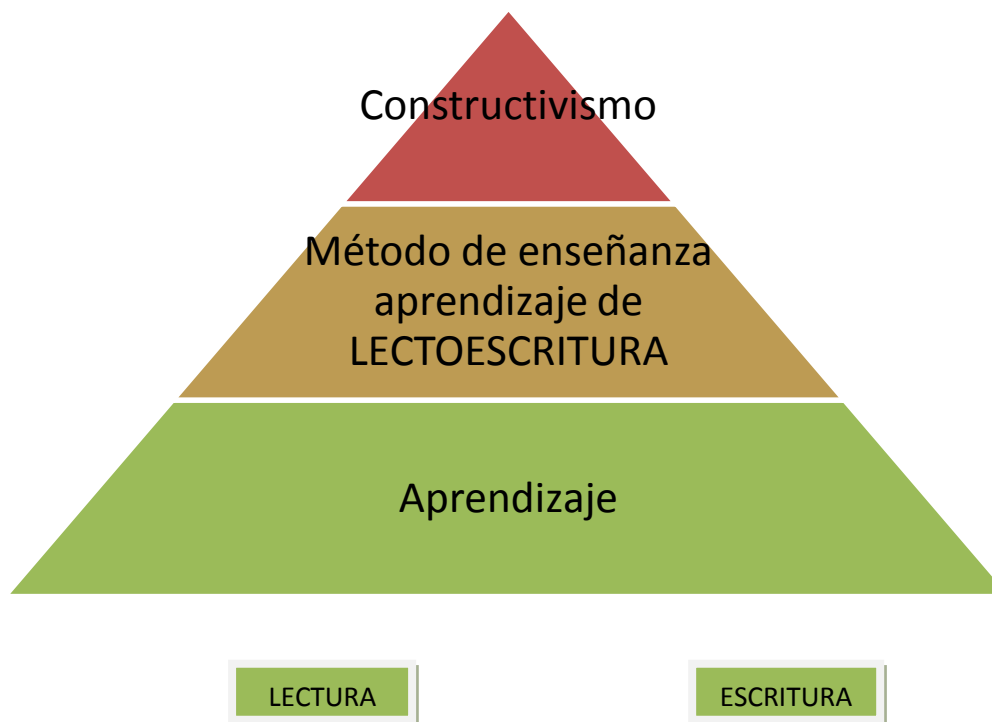 Constructivismo
Método de enseñanza
aprendizaje de
LECTOESCRITURA
Aprendizaje
LECTURA
ESCRITURA